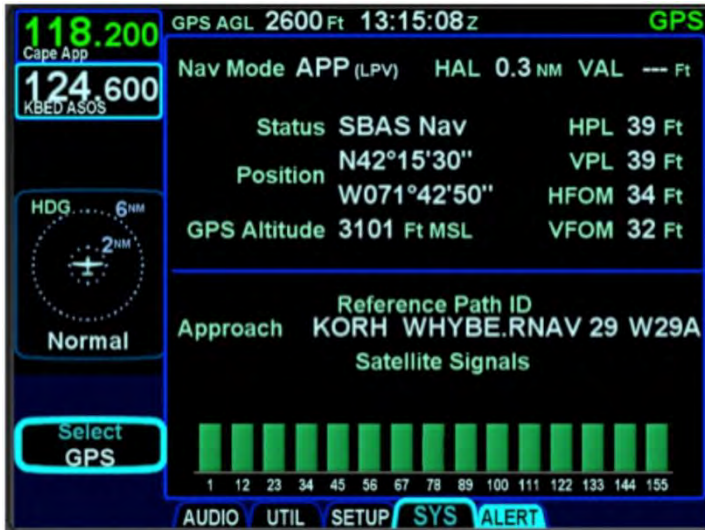 118.200
Cape App
124.600
KBED ASOS
GPS AGL 2600 Ft 13:15:08 Z GPS
Nav Mode APP (LPV) HAL 0.3 NM VAL --- Ft
Status SBAS Nav HPL 39 Ft
Position N42°15'30" VPL 39 Ft
W071°42'50" HFOM 34 Ft
GPS Altitude 3101 Ft MSL VFOM 32 Ft
HDG 6NM
2NM
Normal
Reference Path ID
Approach KORH WHYBE.RNAV 29 W29A
Satellite Signals
Select
GPS
1 12 23 34 45 56 67 78 89 100 111 122 133 144 155
AUDIO UTIL SETUP SYS ALERT